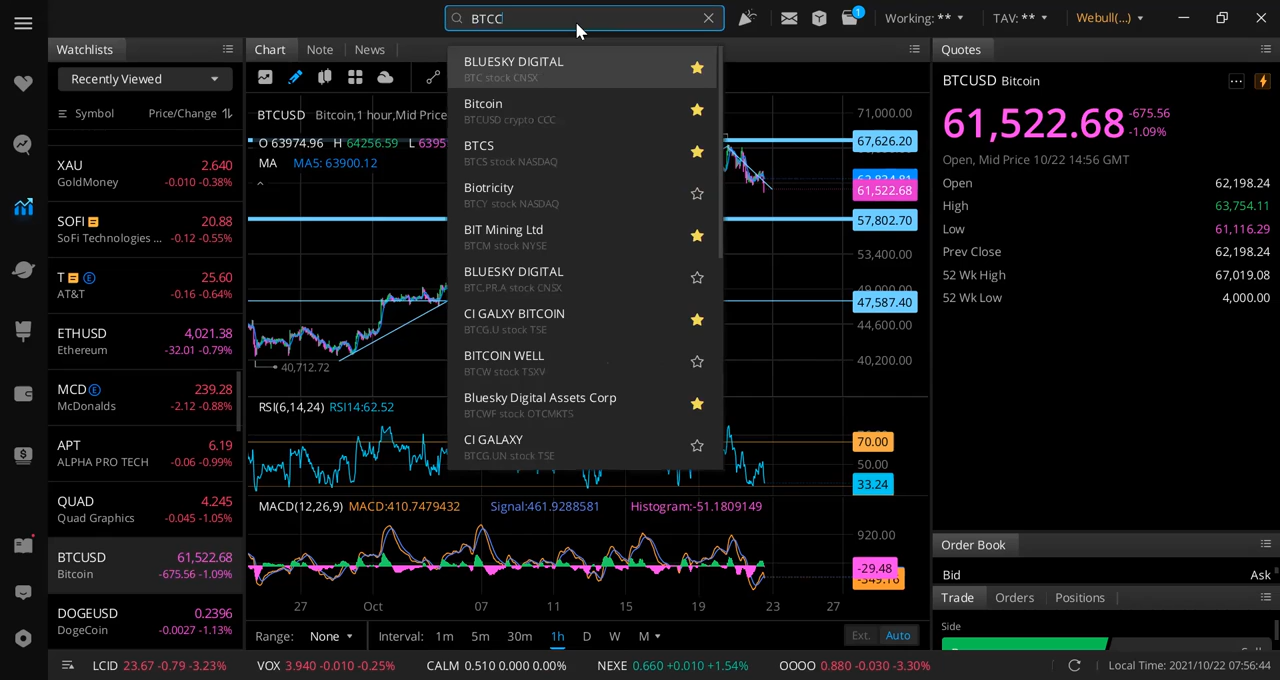 BTCC
1
Working: **
TAV: **
Webull(...)
Watchlists
Recently Viewed
Symbol
Price/Change
XAU 2.640
GoldMoney -0.010 -0.38%
SOFI 20.88
SoFi Technologies ... -0.12 -0.55%
T E 25.60
AT&T -0.16 -0.64%
ETHUSD 4,021.38
Ethereum -32.01 -0.79%
MCD E 239.28
McDonalds -2.12 -0.88%
APT 6.19
ALPHA PRO TECH -0.06 -0.99%
QUAD 4.245
Quad Graphics -0.045 -1.05%
BTCUSD 61,522.68
Bitcoin -675.56 -1.09%
DOGEUSD 0.2396
DogeCoin -0.0027 -1.13%
Chart Note News
BTCUSD Bitcoin,1 hour,Mid Price
O 63974.96 H 64256.59 L 6395
MA MA5: 63900.12
BLUESKY DIGITAL
BTC stock CNSX
Bitcoin
BTCUSD crypto CCC
BTCS
BTCS stock NASDAQ
Biotricity
BTCY stock NASDAQ
BIT Mining Ltd
BTCM stock NYSE
BLUESKY DIGITAL
BTC.PR.A stock CNSX
CI GALXY BITCOIN
BTCG.U stock TSE
BITCOIN WELL
BTCW stock TSXV
Bluesky Digital Assets Corp
BTCWF stock OTCMKTS
CI GALAXY
BTCG.UN stock TSE
71,000.00
67,626.20
61,522.68
57,802.70
53,400.00
47,587.40
44,600.00
40,200.00
40,712.72
RSI(6,14,24) RSI14:62.52
70.00
50.00
33.24
MACD(12,26,9) MACD:410.7479432 Signal:461.9288581 Histogram:-51.1809149
920.00
-29.48
27 Oct 07 11 15 19 23 27
Range: None Interval: 1m 5m 30m 1h D W M Ext. Auto
Quotes
BTCUSD Bitcoin
61,522.68 -675.56
-1.09%
Open, Mid Price 10/22 14:56 GMT
Open 62,198.24
High 63,754.11
Low 61,116.29
Prev Close 62,198.24
52 Wk High 67,019.08
52 Wk Low 4,000.00
Order Book
Bid Ask
Trade Orders Positions
Side
LCID 23.67 -0.79 -3.23% VOX 3.940 -0.010 -0.25% CALM 0.510 0.000 0.00% NEXE 0.660 +0.010 +1.54% OOOO 0.880 -0.030 -3.30%
Local Time: 2021/10/22 07:56:44